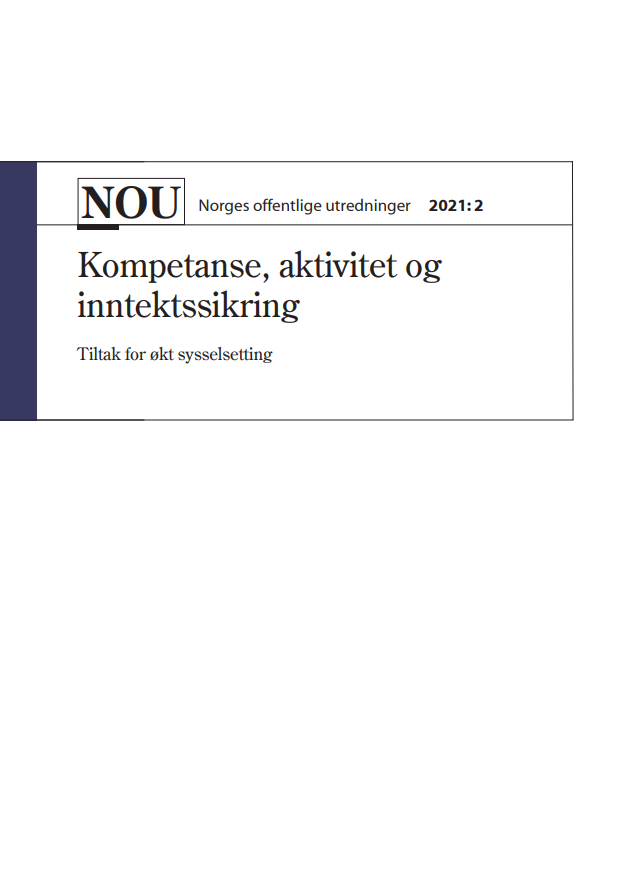 NOU Norges offentlige utredninger 2021: 2
Kompetanse, aktivitet og
inntektssikring
Tiltak for økt sysselsetting